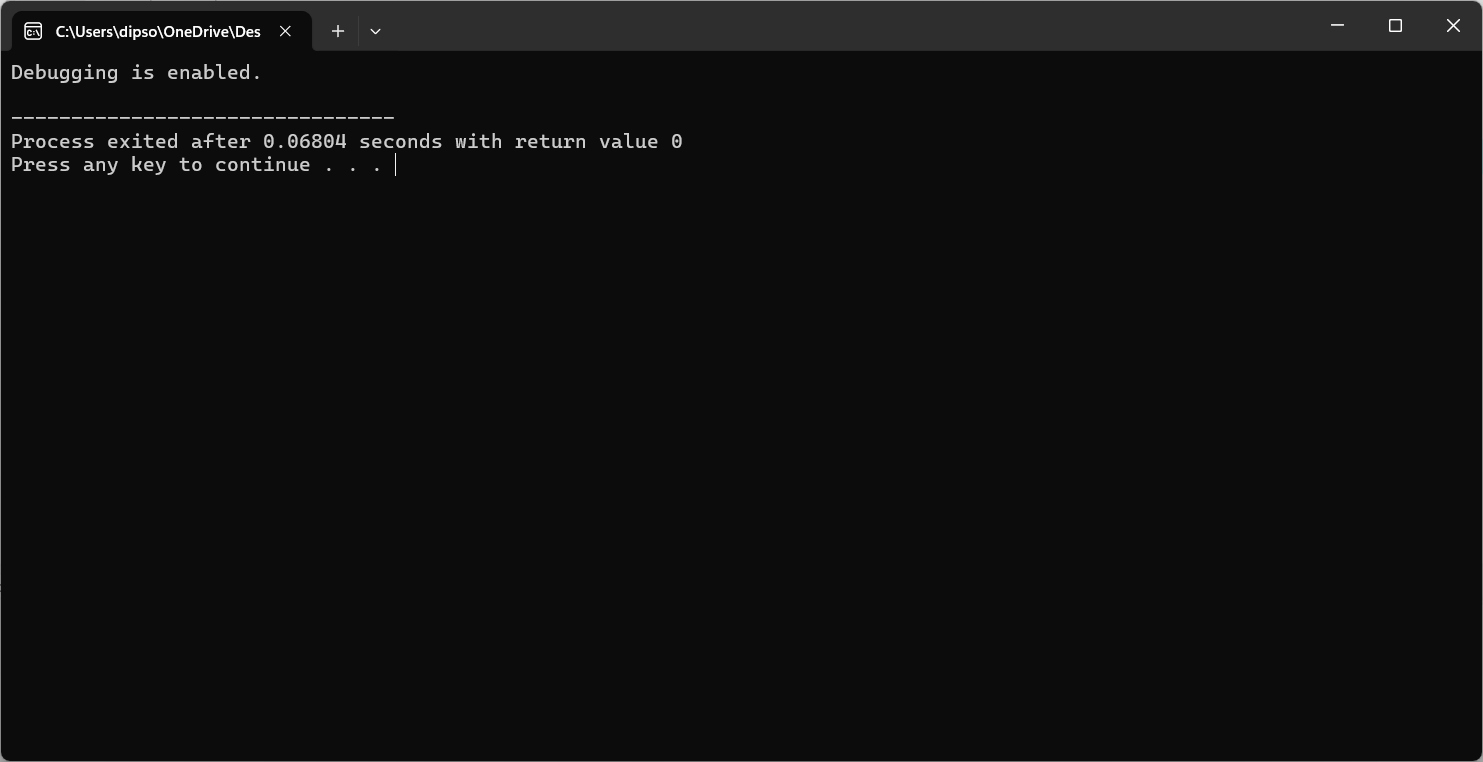 C:\Users\dipso\OneDrive\Des
Debugging is enabled.
--------------------------------
Process exited after 0.06804 seconds with return value 0
Press any key to continue . . .